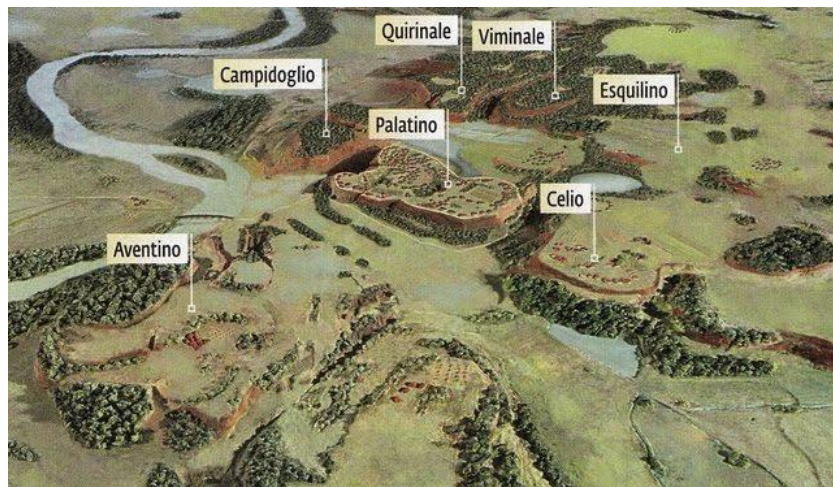 Quirinale
Viminale
Campidoglio
Esquilino
Palatino
Celio
Aventino